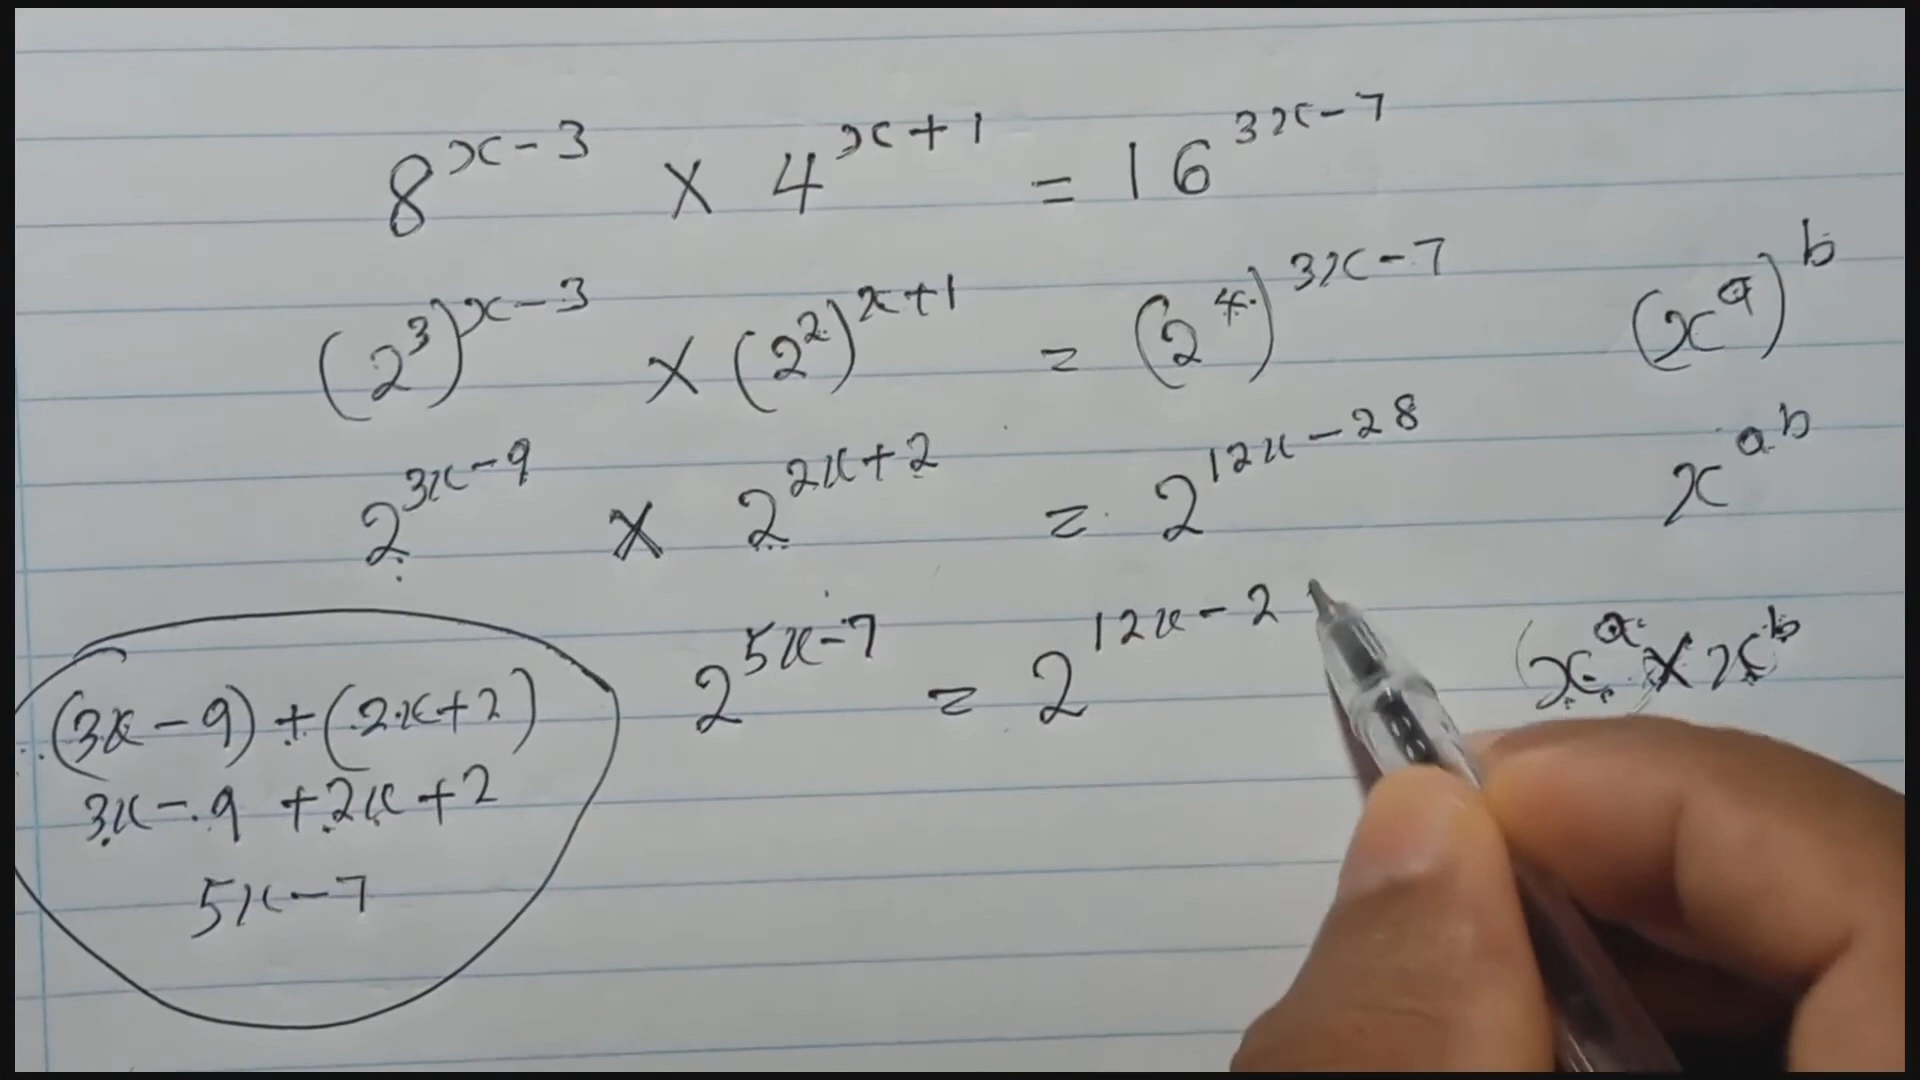 8^{x-3} × 4^{x+1} = 16^{3x-7}
(2^3)^{x-3} × (2^2)^{x+1} = (2^4)^{3x-7}
(x^a)^b
2^{3x-9} × 2^{2x+2} = 2^{12x-28}
x^{ab}
2^{5x-7} = 2^{12x-2
x^a × x^b
(3x-9)+(2x+2)
3x-9+2x+2
5x-7